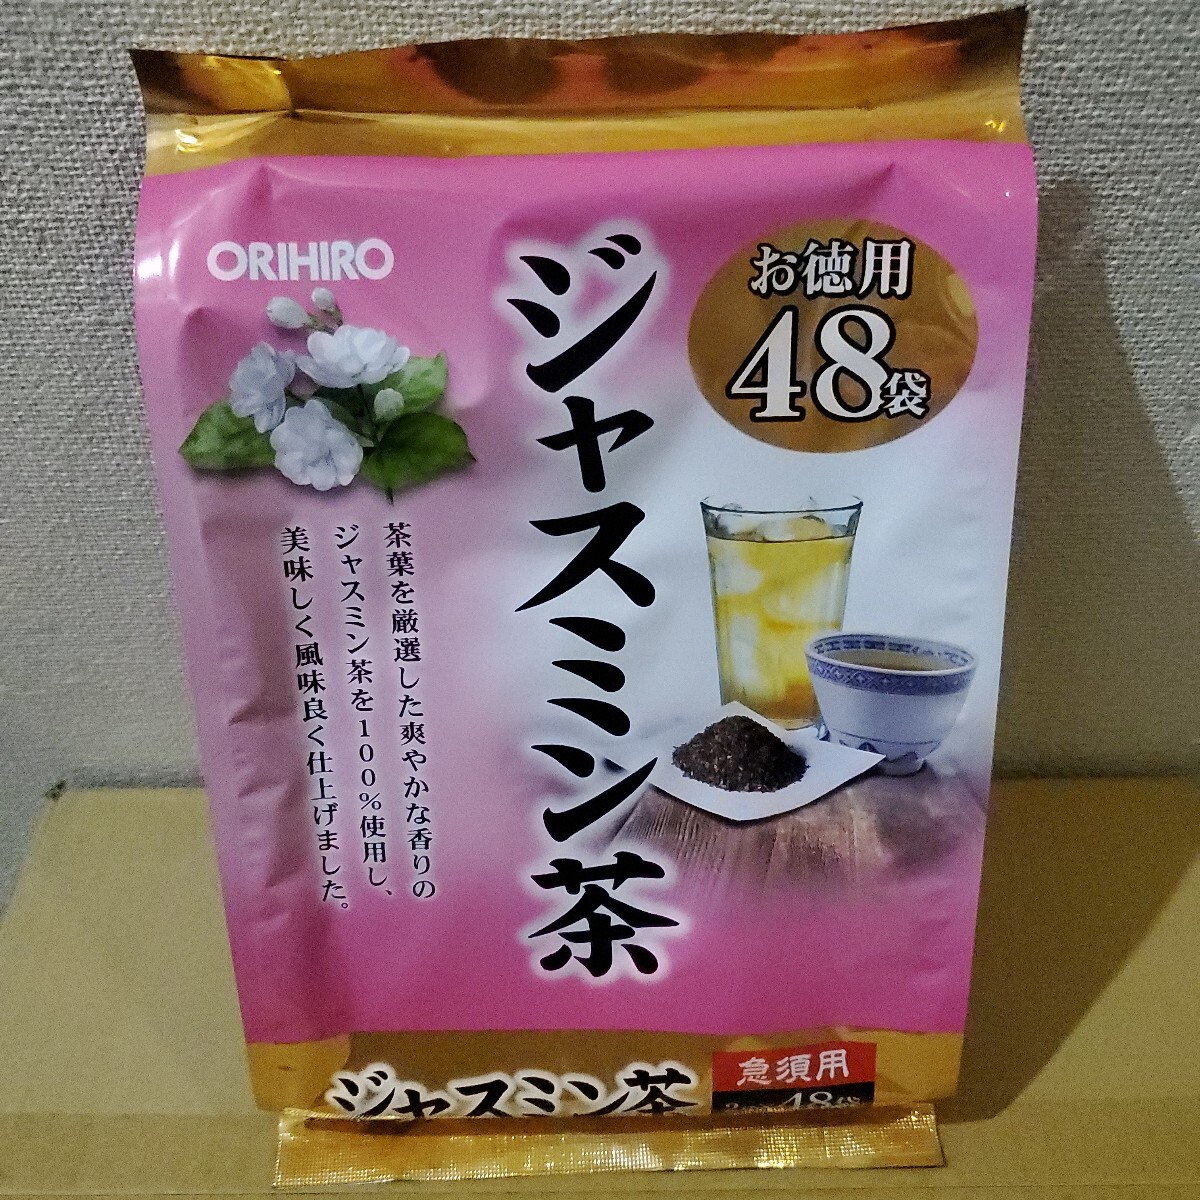 ORIHIRO
お徳用
48袋
ジャスミン茶
茶葉を厳選した爽やかな香りの
ジャスミン茶を100%使用し、
美味しく風味良く仕上げました。
ジャスミン茶
急須用
48袋